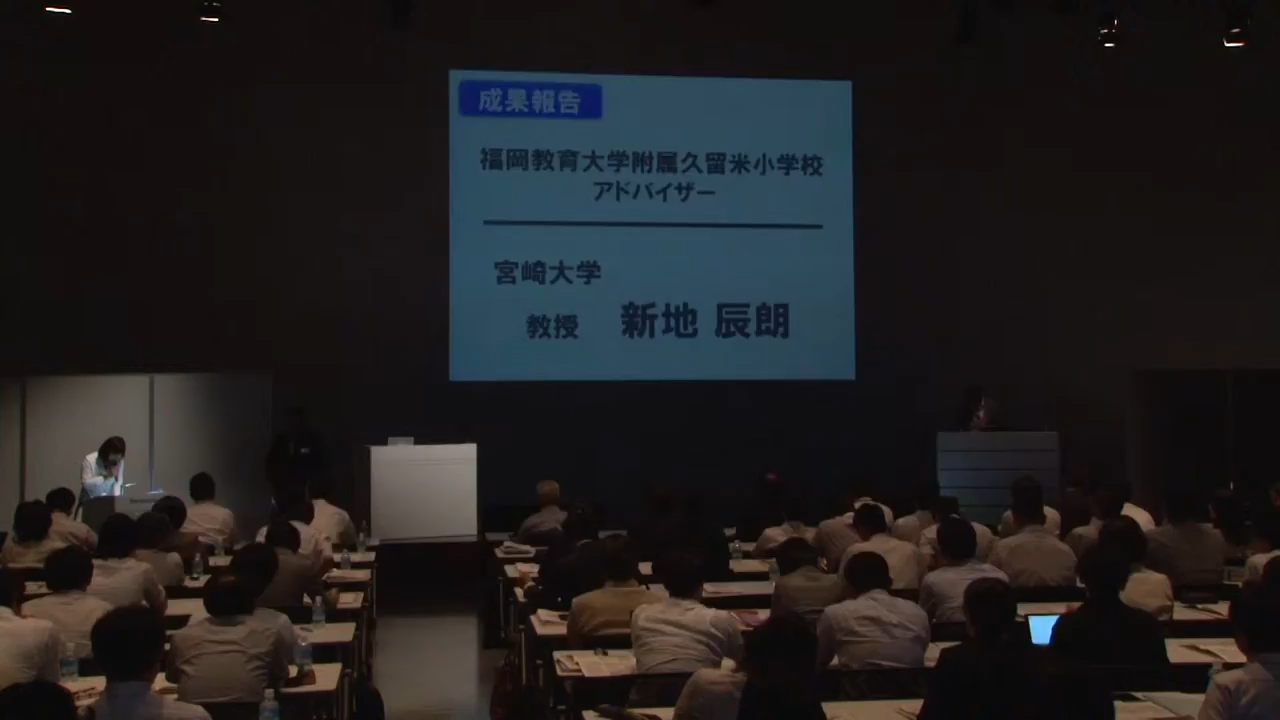 成果報告
福岡教育大学附属久留米小学校
アドバイザー
宮崎大学
教授 新地 辰朗